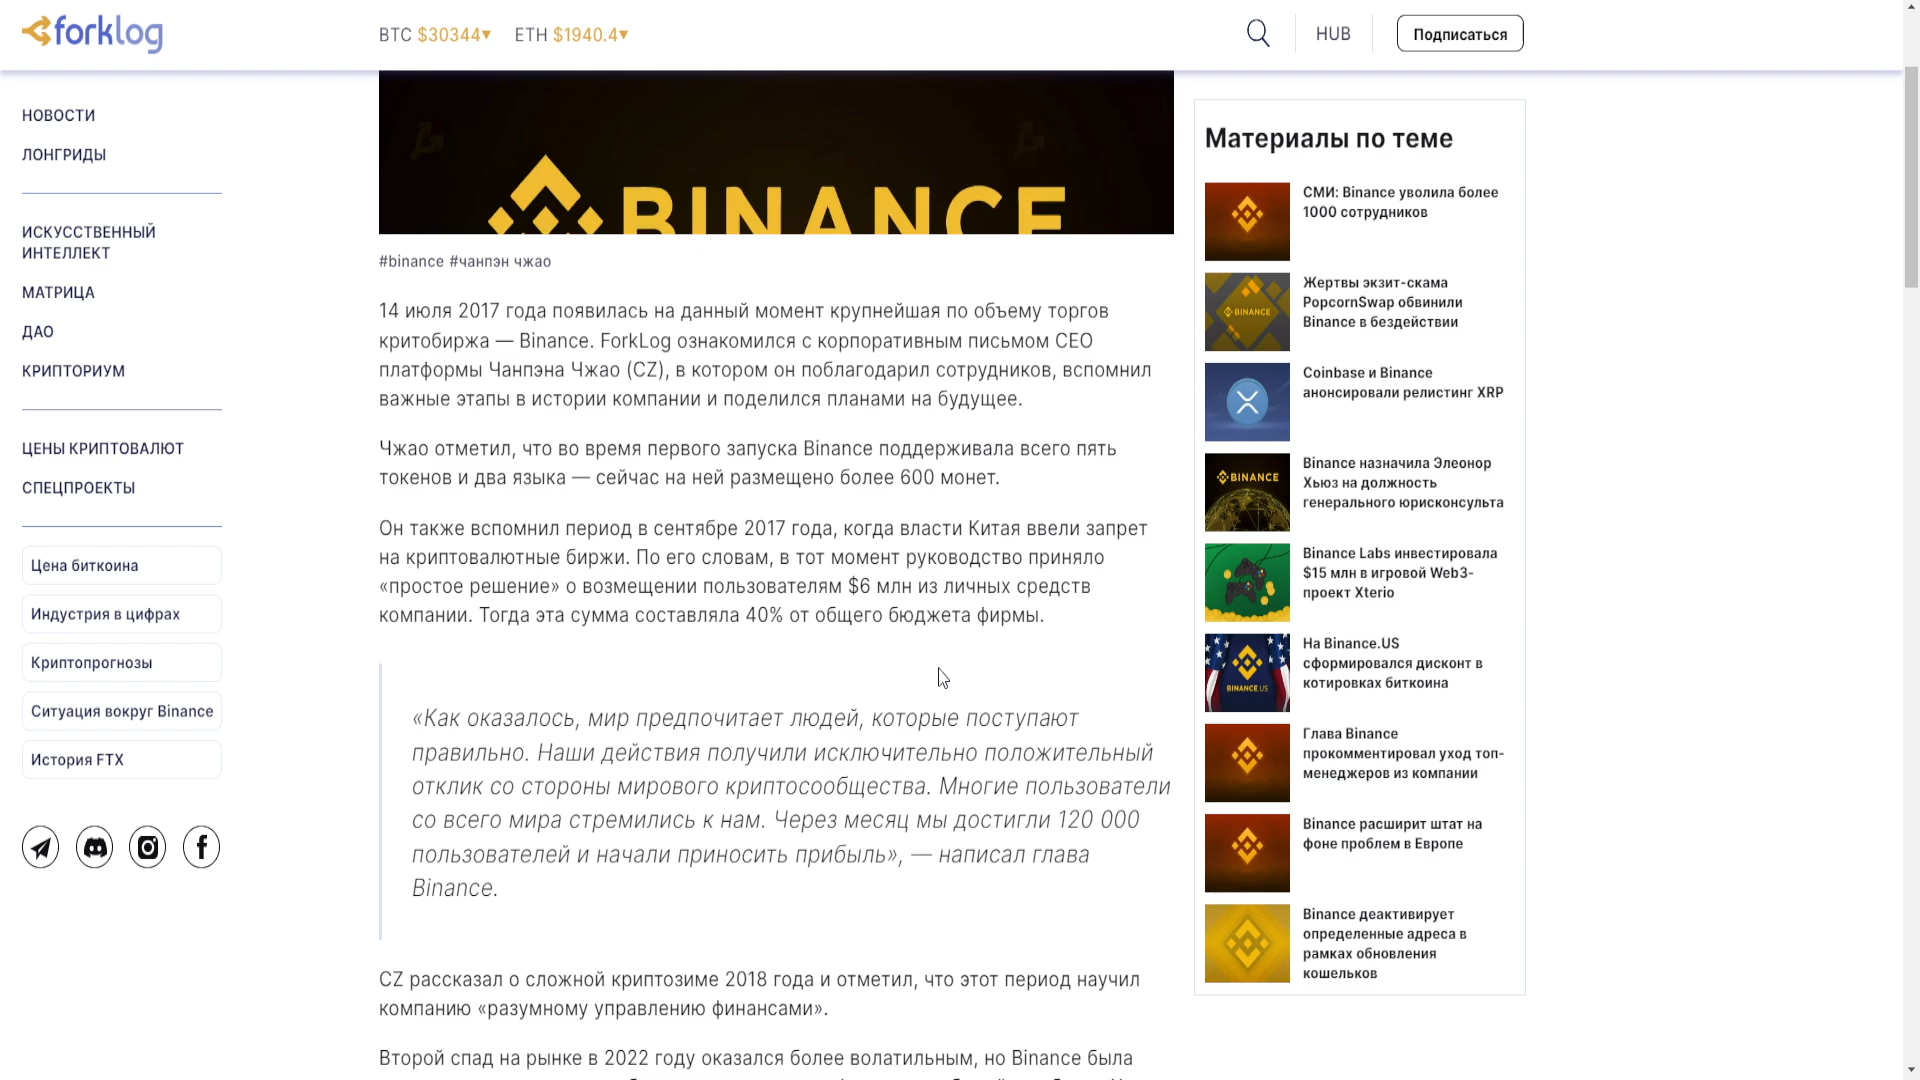 forklog
BTC $30344▼ ETH $1940.4▼
HUB
Подписаться
НОВОСТИ
ЛОНГРИДЫ
ИСКУССТВЕННЫЙ
ИНТЕЛЛЕКТ
МАТРИЦА
ДАО
КРИПТОРИУМ
ЦЕНЫ КРИПТОВАЛЮТ
СПЕЦПРОЕКТЫ
Цена биткоина
Индустрия в цифрах
Криптопрогнозы
Ситуация вокруг Binance
История FTX
BINANCE
#binance #чанпэн чжао
14 июля 2017 года появилась на данный момент крупнейшая по объему торгов
критобиржа — Binance. ForkLog ознакомился с корпоративным письмом CEO
платформы Чанпэна Чжао (CZ), в котором он поблагодарил сотрудников, вспомнил
важные этапы в истории компании и поделился планами на будущее.
Чжао отметил, что во время первого запуска Binance поддерживала всего пять
токенов и два языка — сейчас на ней размещено более 600 монет.
Он также вспомнил период в сентябре 2017 года, когда власти Китая ввели запрет
на криптовалютные биржи. По его словам, в тот момент руководство приняло
«простое решение» о возмещении пользователям $6 млн из личных средств
компании. Тогда эта сумма составляла 40% от общего бюджета фирмы.
«Как оказалось, мир предпочитает людей, которые поступают
правильно. Наши действия получили исключительно положительный
отклик со стороны мирового криптосообщества. Многие пользователи
со всего мира стремились к нам. Через месяц мы достигли 120 000
пользователей и начали приносить прибыль», — написал глава
Binance.
CZ рассказал о сложной криптозиме 2018 года и отметил, что этот период научил
компанию «разумному управлению финансами».
Второй спад на рынке в 2022 году оказался более волатильным, но Binance была
Материалы по теме
СМИ: Binance уволила более
1000 сотрудников
BINANCE
Жертвы экзит-скама
PopcornSwap обвинили
Binance в бездействии
Coinbase и Binance
анонсировали релистинг XRP
BINANCE
Binance назначила Элеонор
Хьюз на должность
генерального юрисконсульта
Binance Labs инвестировала
$15 млн в игровой Web3-
проект Xterio
BINANCE.US
На Binance.US
сформировался дисконт в
котировках биткоина
Глава Binance
прокомментировал уход топ-
менеджеров из компании
Binance расширит штат на
фоне проблем в Европе
Binance деактивирует
определенные адреса в
рамках обновления
кошельков